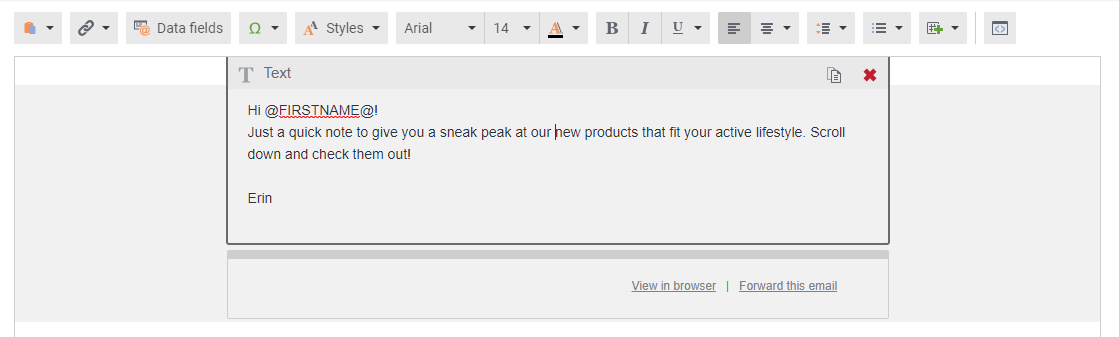 Data fields Ω Styles Arial 14 A B I U
T Text
Hi @FIRSTNAME@!
Just a quick note to give you a sneak peak at our new products that fit your active lifestyle. Scroll
down and check them out!
Erin
View in browser | Forward this email